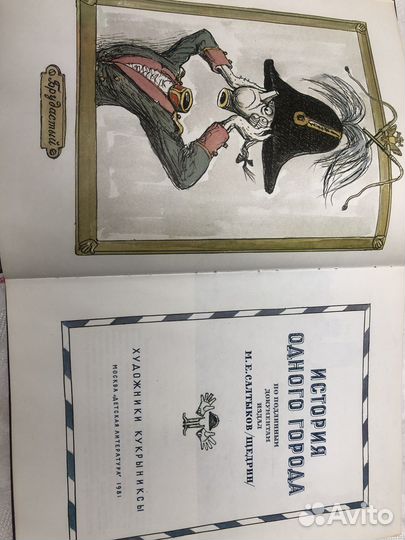 Брудастый
ИСТОРИЯ
ОДНОГО ГОРОДА
ПО ПОДЛИННЫМ
ДОКУМЕНТАМ
ИЗДАЛ
М.Е.САЛТЫКОВ /ЩЕДРИН/
ХУДОЖНИКИ КУКРЫНИКСЫ
МОСКВА «ДЕТСКАЯ ЛИТЕРАТУРА» 1981
Avito